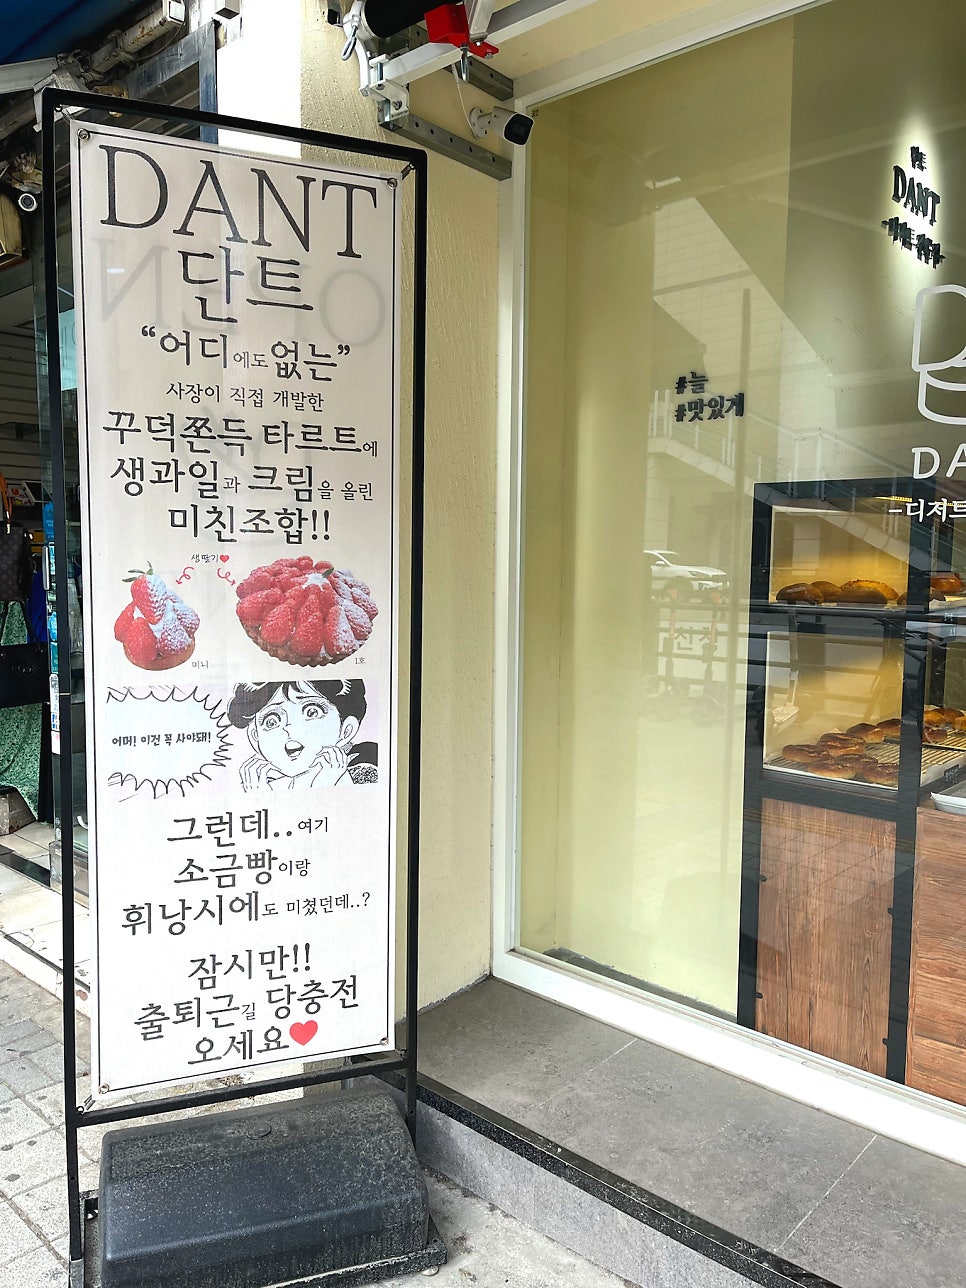 DANT
단트
“어디에도없는”
사장이 직접 개발한
꾸덕쫀득 타르트에
생과일과 크림을 올린
미친조합!!
생딸기♥
미니
1호
어머! 이건 꼭 사야돼!
그런데..여기
소금빵이랑
휘낭시에도 미쳤던데..?
잠시만!!
출퇴근길 당충전
오세요♥
OPEN
#늘
#맛있게
DANT
DA
-디저트